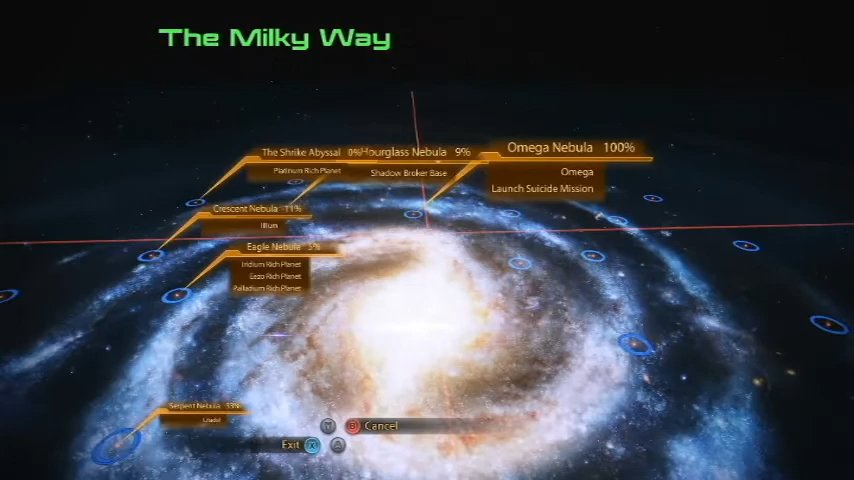 The Milky Way
Omega Nebula 100%
Omega
Launch Suicide Mission
The Shrike Abyssal 0%
Platinum Rich Planet
Hourglass Nebula 9%
Shadow Broker Base
Crescent Nebula 11%
Illium
Eagle Nebula 5%
Iridium Rich Planet
Eezo Rich Planet
Palladium Rich Planet
Serpent Nebula 33%
Citadel
Y B Cancel
Exit X A